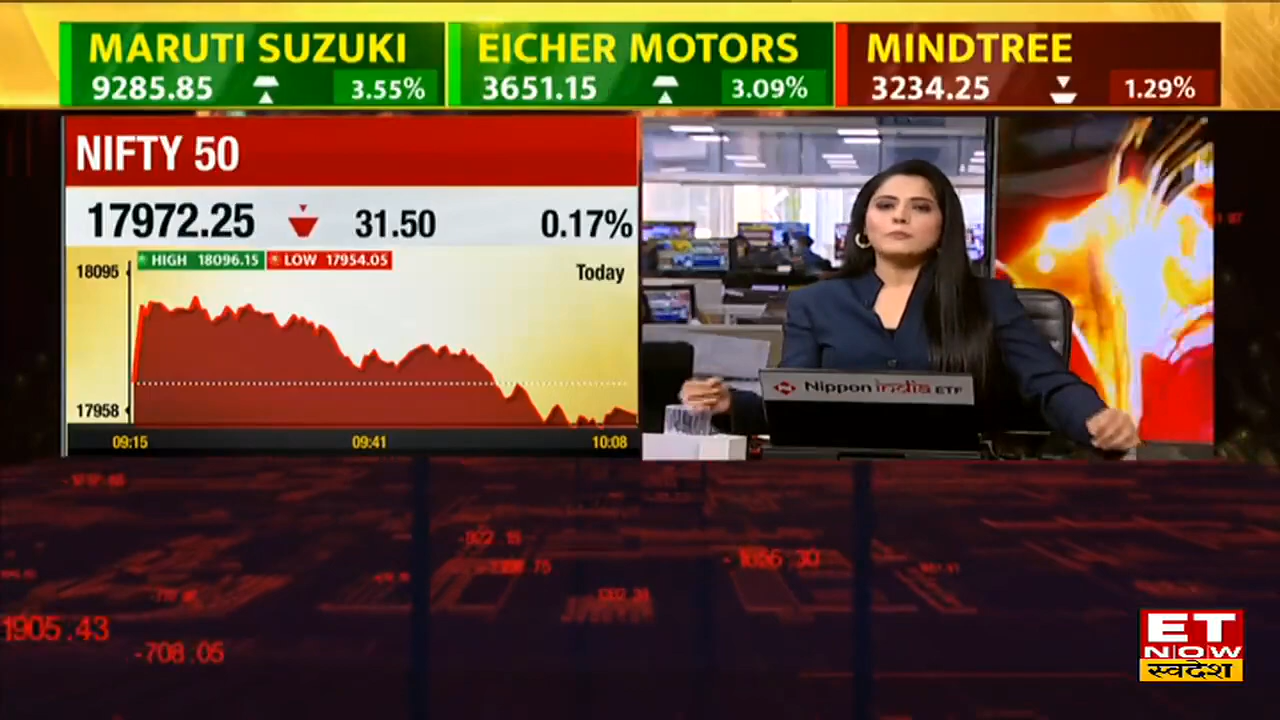 MARUTI SUZUKI
9285.85 3.55%
EICHER MOTORS
3651.15 3.09%
MINDTREE
3234.25 1.29%
NIFTY 50
17972.25 31.50 0.17%
HIGH 18096.15 LOW 17954.05
Today
18095
17958
09:15 09:41 10:08
Nippon india ETF
1905.43
-708.05
ET
NOW
स्वदेश